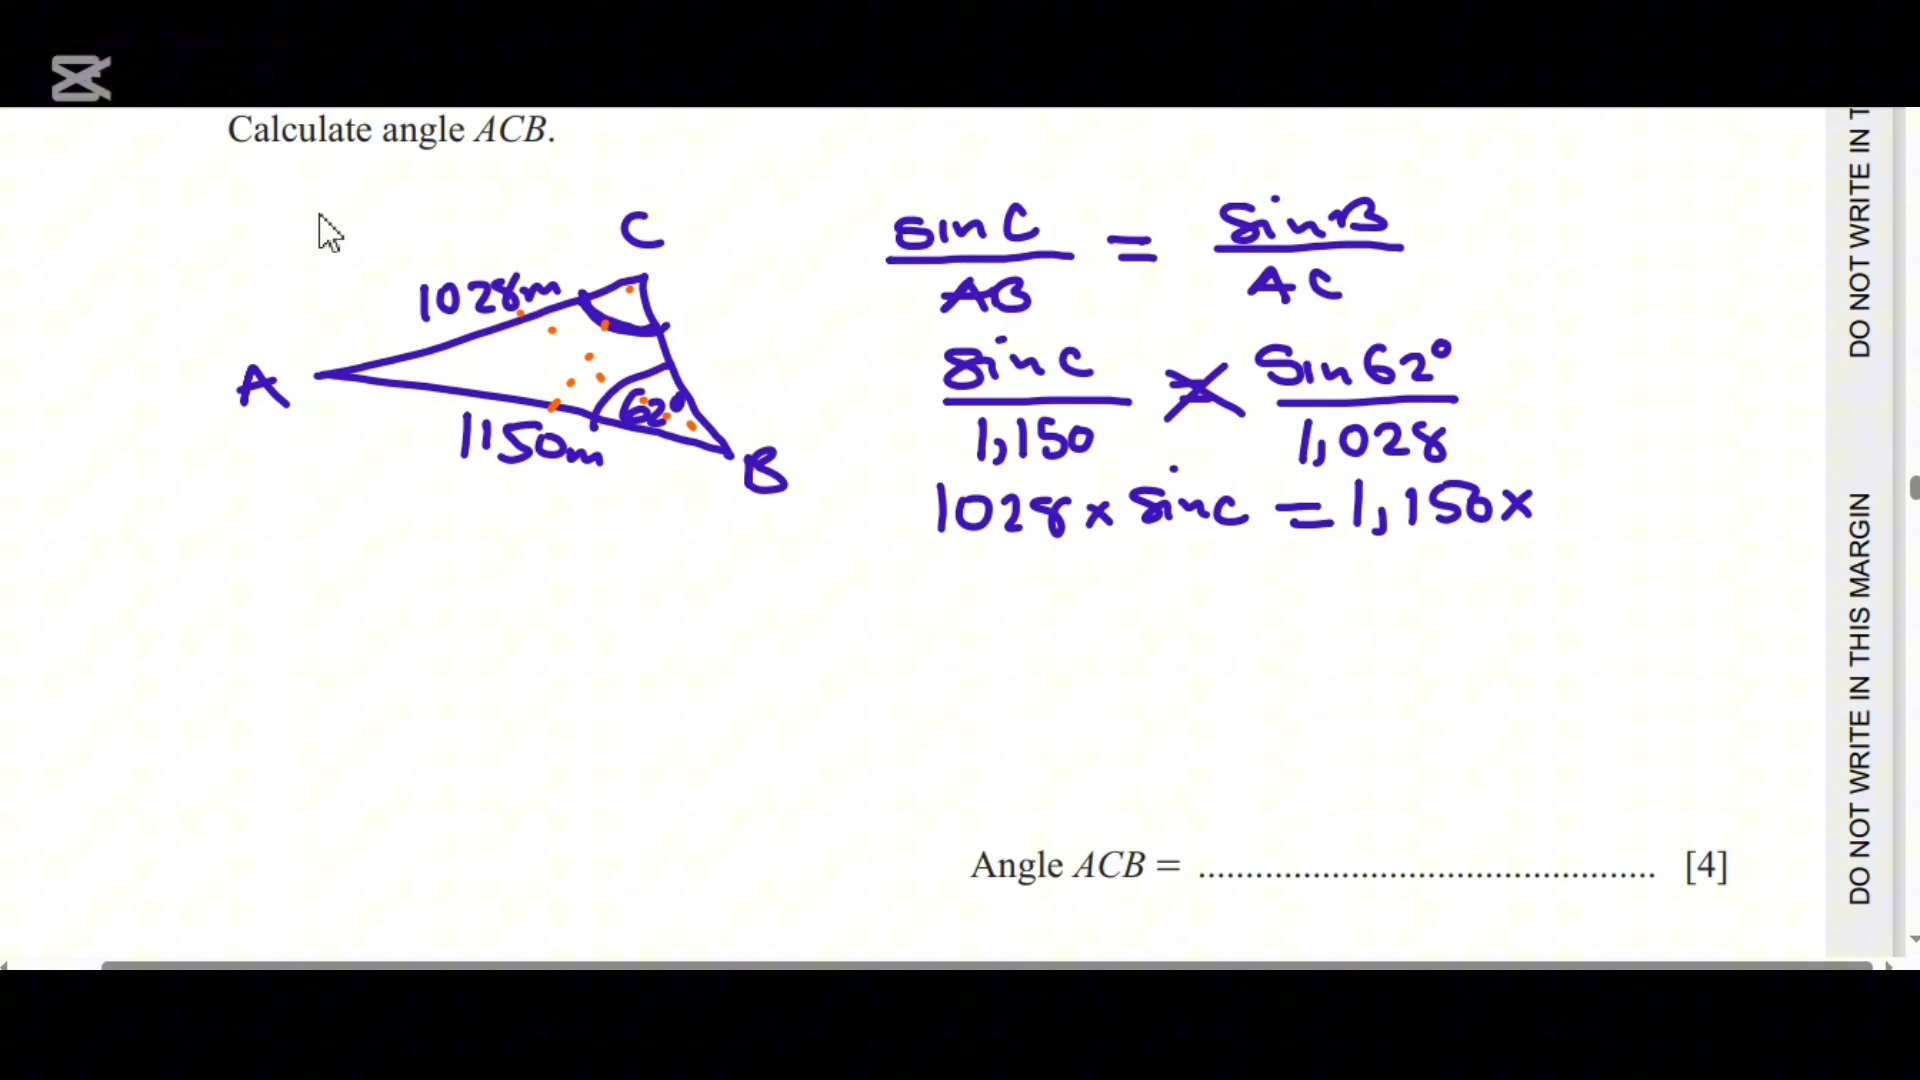 Calculate angle ACB.
C
1028m
A
62°
1150m
B
sin C / AB = sin B / AC
sin C / 1,150 = sin 62° / 1,028
1028 × sin C = 1,150 ×
Angle ACB = ................................................ [4]
DO NOT WRITE IN T
DO NOT WRITE IN THIS MARGIN